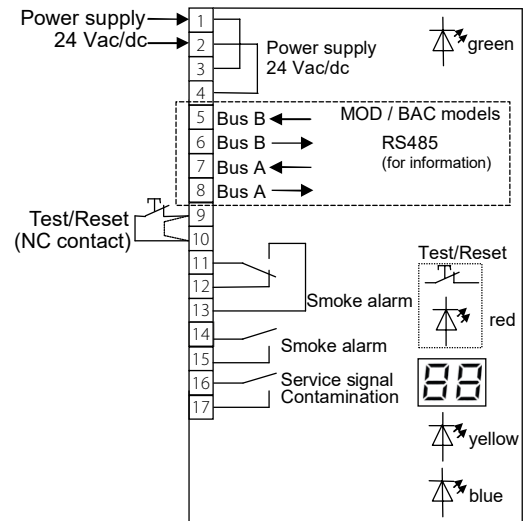 Power supply
24 Vac/dc
1
2
3
4
Power supply
24 Vac/dc
green
5
Bus B
MOD / BAC models
6
Bus B
RS485
7
Bus A
(for information)
8
Bus A
Test/Reset
(NC contact)
9
10
11
12
13
Smoke alarm
Test/Reset
red
14
15
Smoke alarm
16
Service signal
17
Contamination
88
yellow
blue